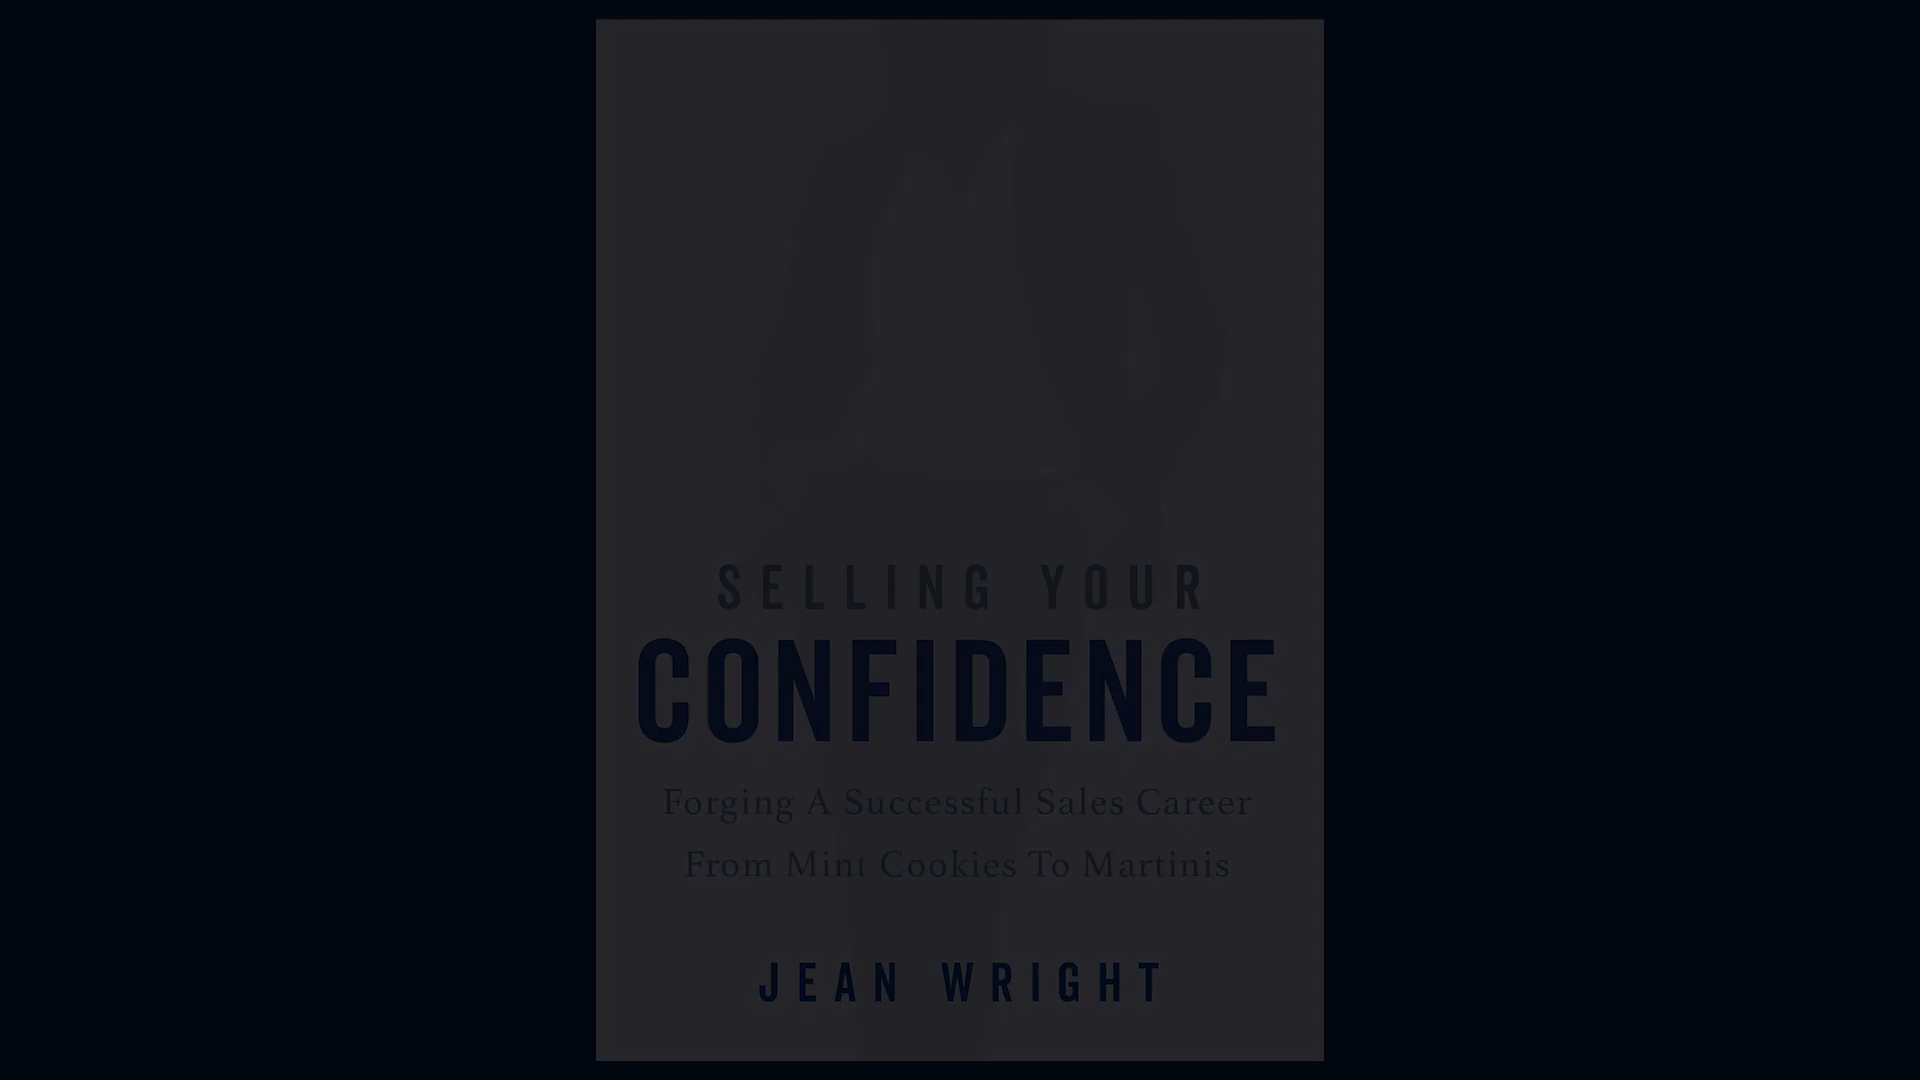 SELLING YOUR
CONFIDENCE
Forging A Successful Sales Career
From Mint Cookies To Martinis
JEAN WRIGHT